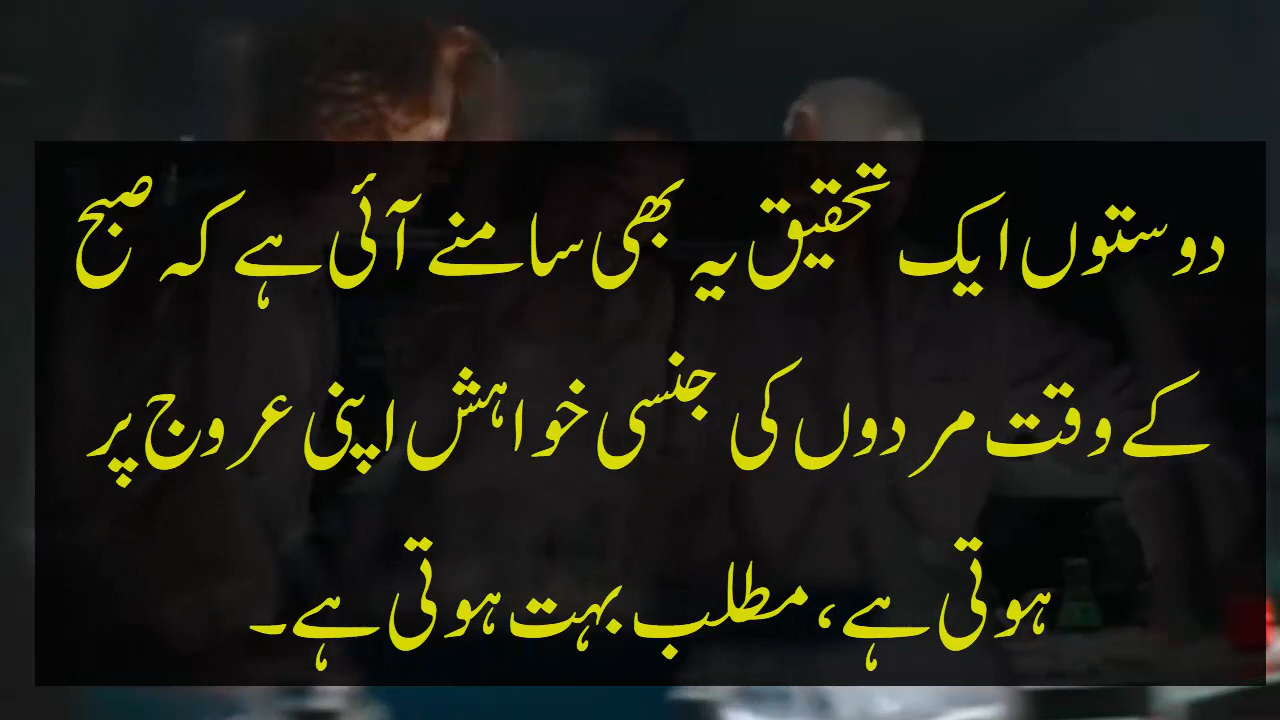 دوستوں ایک تحقیق یہ بھی سامنے آئی ہے کہ صبح
کے وقت مردوں کی جنسی خواہش اپنی عروج پر
ہوتی ہے، مطلب بہت ہوتی ہے۔